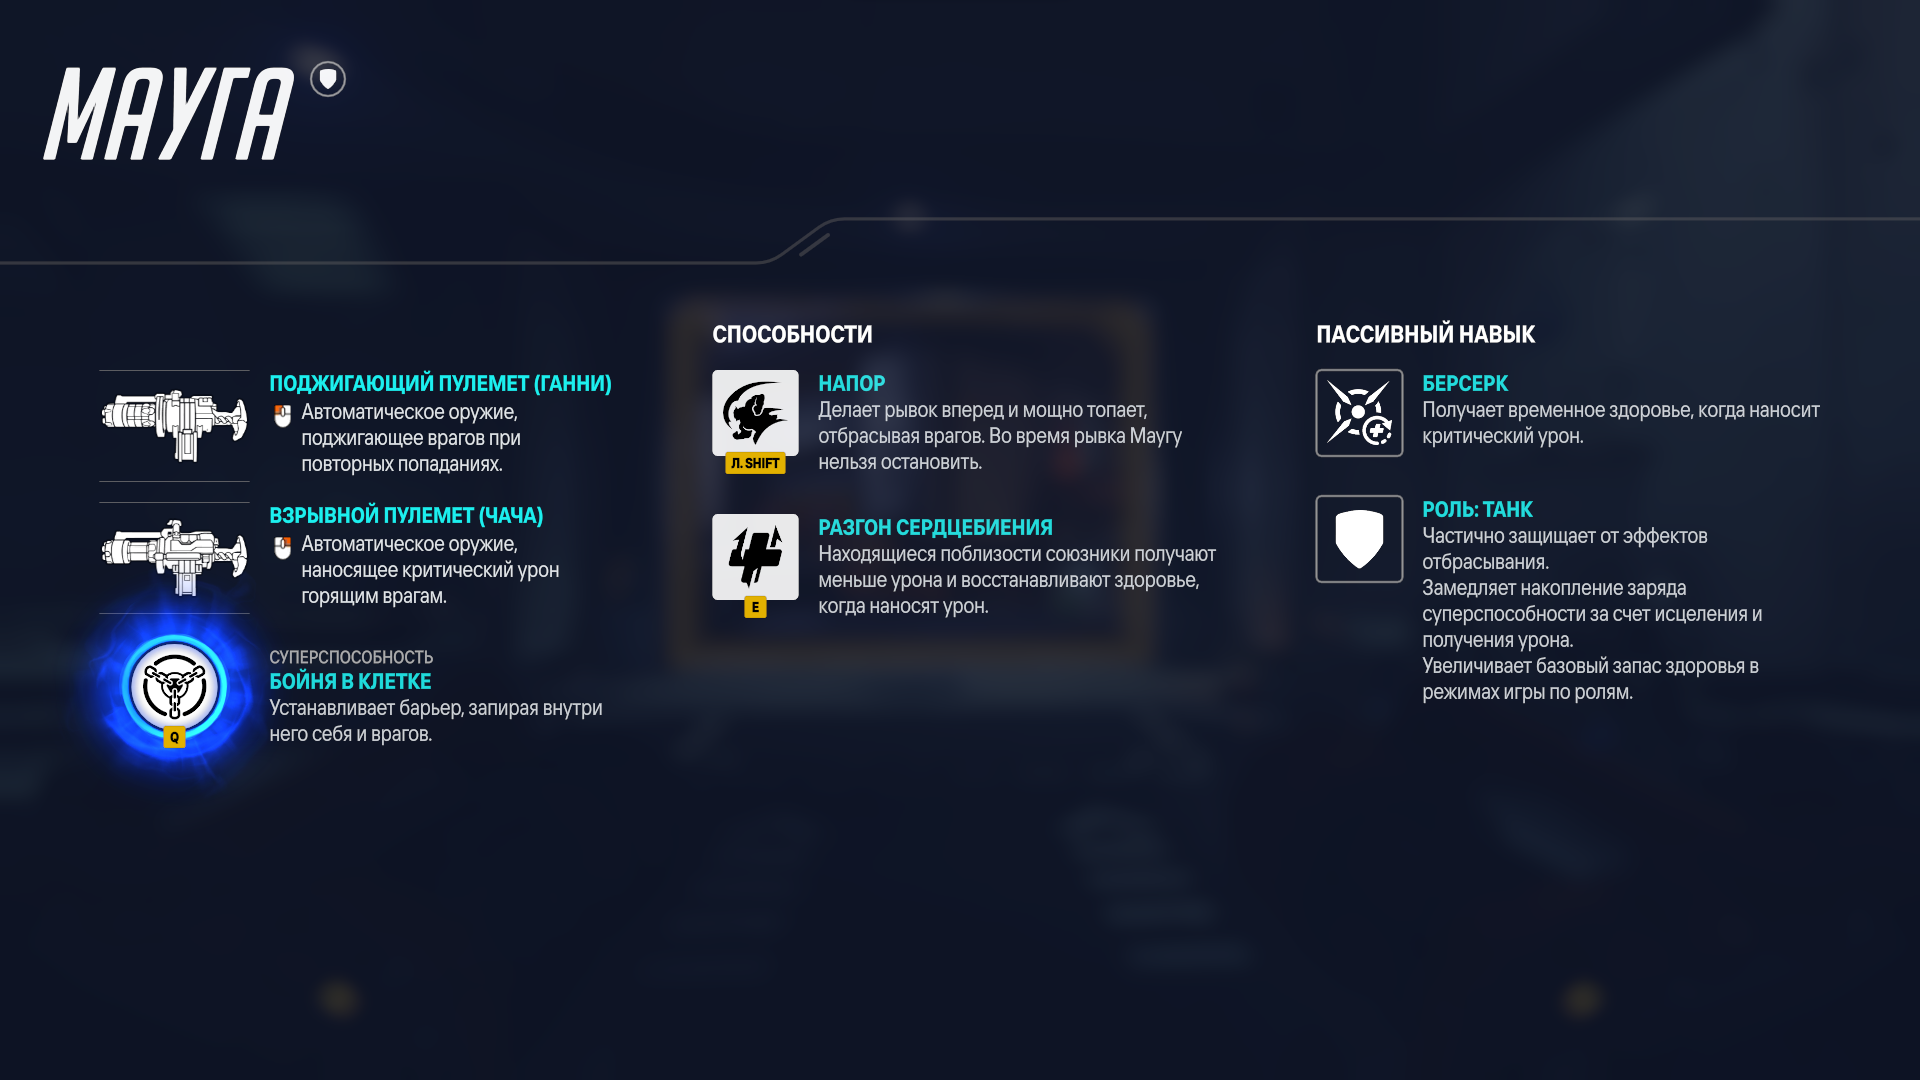 МАУГА
ПОДЖИГАЮЩИЙ ПУЛЕМЕТ (ГАННИ)
Автоматическое оружие,
поджигающее врагов при
повторных попаданиях.
ВЗРЫВНОЙ ПУЛЕМЕТ (ЧАЧА)
Автоматическое оружие,
наносящее критический урон
горящим врагам.
СУПЕРСПОСОБНОСТЬ
БОЙНЯ В КЛЕТКЕ
Устанавливает барьер, запирая внутри
него себя и врагов.
Q
СПОСОБНОСТИ
НАПОР
Делает рывок вперед и мощно топает,
отбрасывая врагов. Во время рывка Маугу
нельзя остановить.
Л. SHIFT
РАЗГОН СЕРДЦЕБИЕНИЯ
Находящиеся поблизости союзники получают
меньше урона и восстанавливают здоровье,
когда наносят урон.
E
ПАССИВНЫЙ НАВЫК
БЕРСЕРК
Получает временное здоровье, когда наносит
критический урон.
РОЛЬ: ТАНК
Частично защищает от эффектов
отбрасывания.
Замедляет накопление заряда
суперспособности за счет исцеления и
получения урона.
Увеличивает базовый запас здоровья в
режимах игры по ролям.